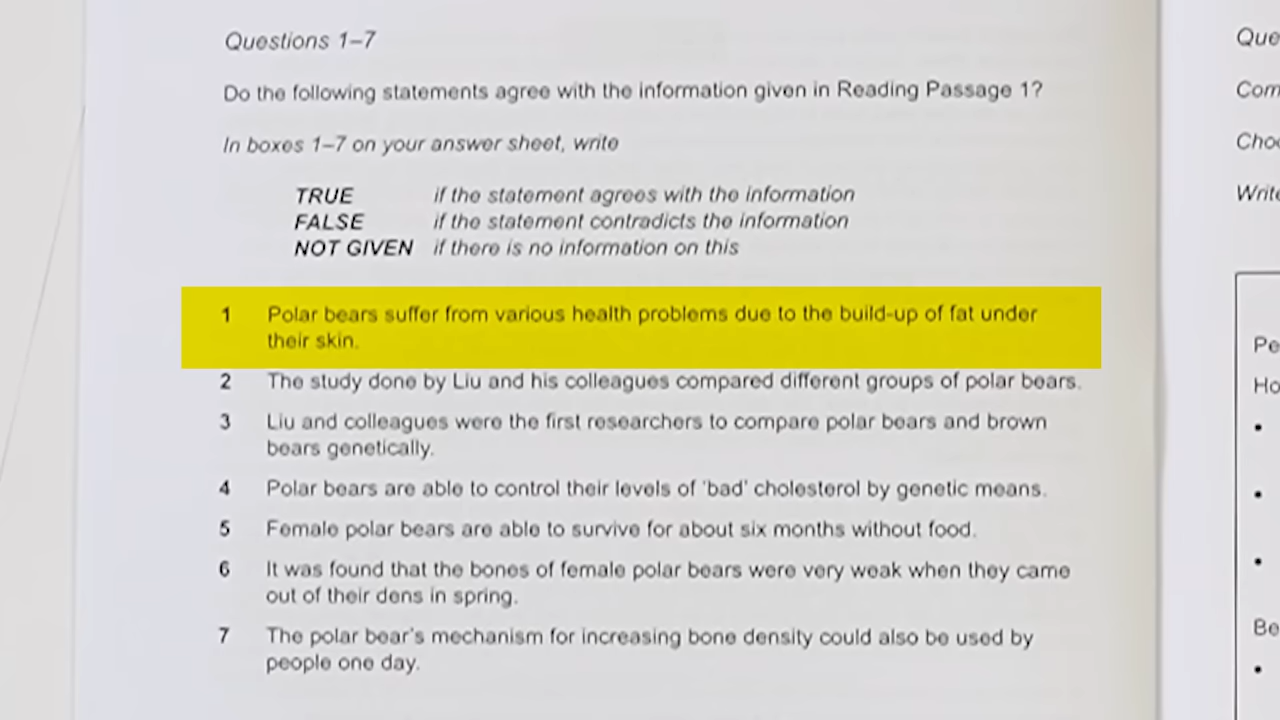 Questions 1–7
Do the following statements agree with the information given in Reading Passage 1?
In boxes 1–7 on your answer sheet, write
TRUE if the statement agrees with the information
FALSE if the statement contradicts the information
NOT GIVEN if there is no information on this
1 Polar bears suffer from various health problems due to the build-up of fat under
their skin.
2 The study done by Liu and his colleagues compared different groups of polar bears.
3 Liu and colleagues were the first researchers to compare polar bears and brown
bears genetically.
4 Polar bears are able to control their levels of ‘bad’ cholesterol by genetic means.
5 Female polar bears are able to survive for about six months without food.
6 It was found that the bones of female polar bears were very weak when they came
out of their dens in spring.
7 The polar bear’s mechanism for increasing bone density could also be used by
people one day.